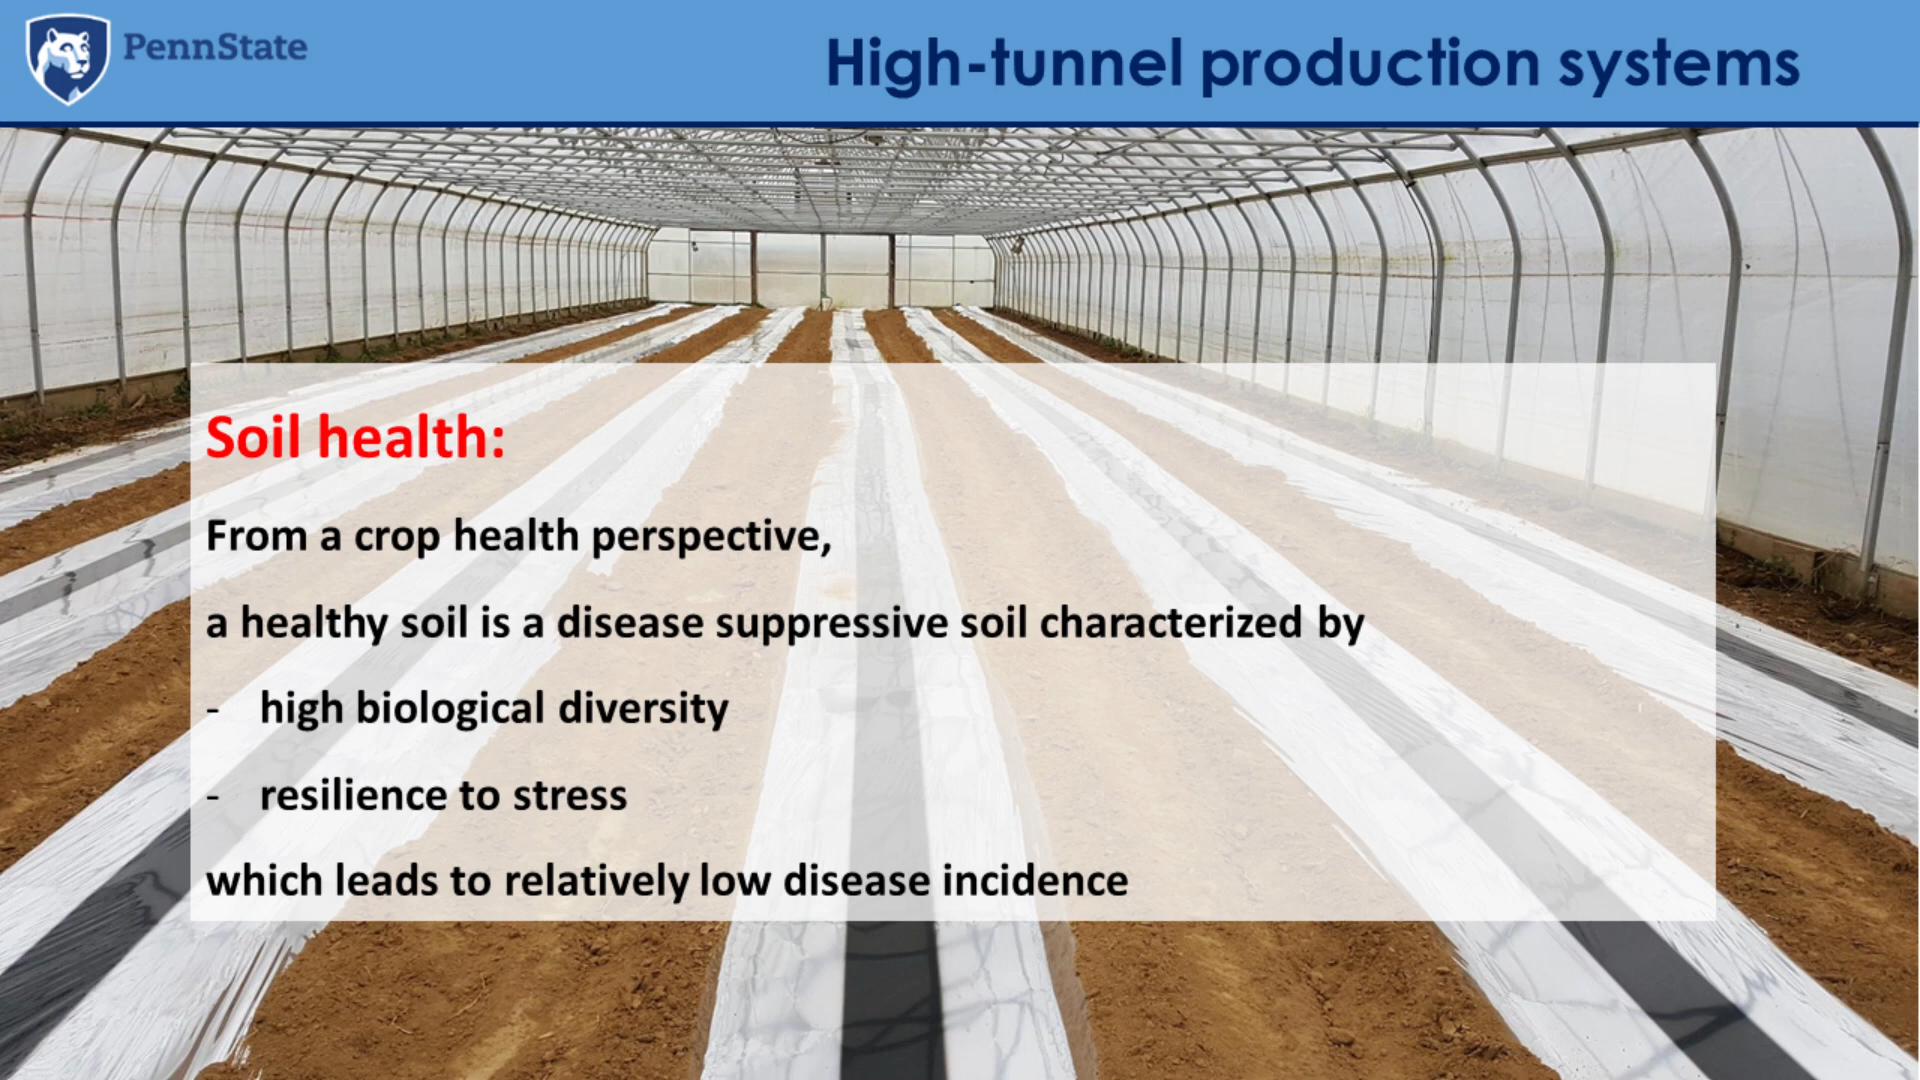 PennState
High-tunnel production systems
Soil health:
From a crop health perspective,
a healthy soil is a disease suppressive soil characterized by
- high biological diversity
- resilience to stress
which leads to relatively low disease incidence